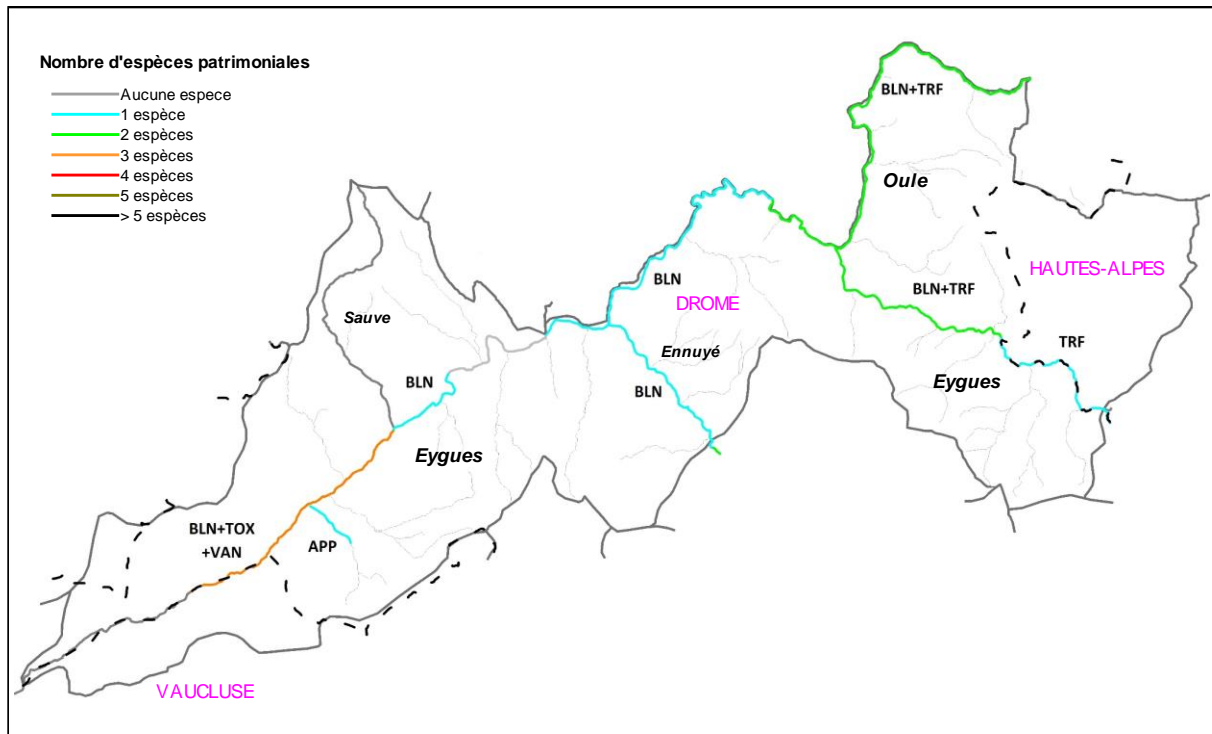 Nombre d'espèces patrimoniales
Aucune espece
1 espèce
2 espèces
3 espèces
4 espèces
5 espèces
> 5 espèces
BLN+TRF
Oule
HAUTES-ALPES
BLN
DROME
BLN+TRF
Sauve
Ennuyé
TRF
BLN
BLN
Eygues
Eygues
BLN+TOX
+VAN
APP
VAUCLUSE